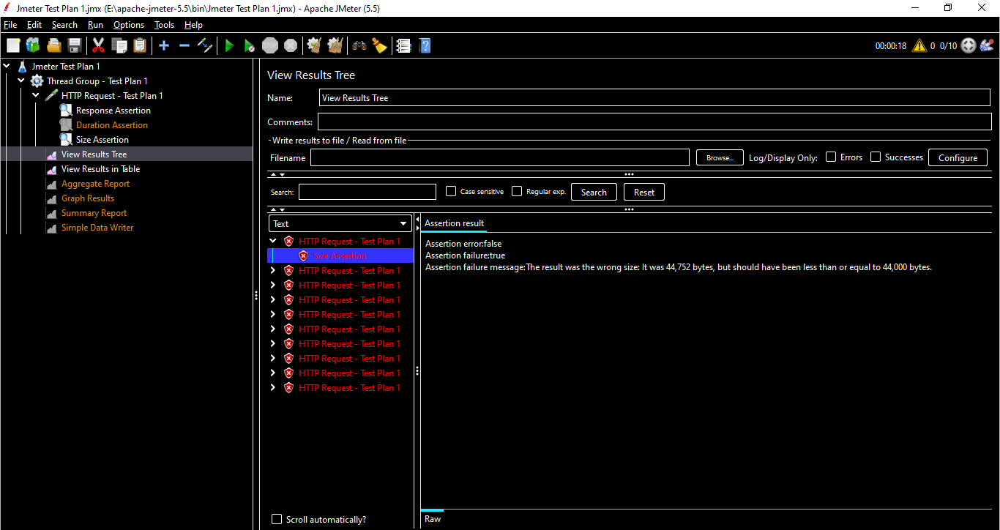 Jmeter Test Plan 1.jmx (E:\apache-jmeter-5.5\bin\Jmeter Test Plan 1.jmx) - Apache JMeter (5.5)
File Edit Search Run Options Tools Help
00:00:18 0 0/10
Jmeter Test Plan 1
Thread Group - Test Plan 1
HTTP Request - Test Plan 1
Response Assertion
Duration Assertion
Size Assertion
View Results Tree
View Results in Table
Aggregate Report
Graph Results
Summary Report
Simple Data Writer
View Results Tree
Name: View Results Tree
Comments:
Write results to file / Read from file
Filename Browse... Log/Display Only: Errors Successes Configure
Search: Case sensitive Regular exp. Search Reset
Text
HTTP Request - Test Plan 1
Size Assertion
HTTP Request - Test Plan 1
HTTP Request - Test Plan 1
HTTP Request - Test Plan 1
HTTP Request - Test Plan 1
HTTP Request - Test Plan 1
HTTP Request - Test Plan 1
HTTP Request - Test Plan 1
HTTP Request - Test Plan 1
HTTP Request - Test Plan 1
Scroll automatically?
Assertion result
Assertion error:false
Assertion failure:true
Assertion failure message:The result was the wrong size: It was 44,752 bytes, but should have been less than or equal to 44,000 bytes.
Raw